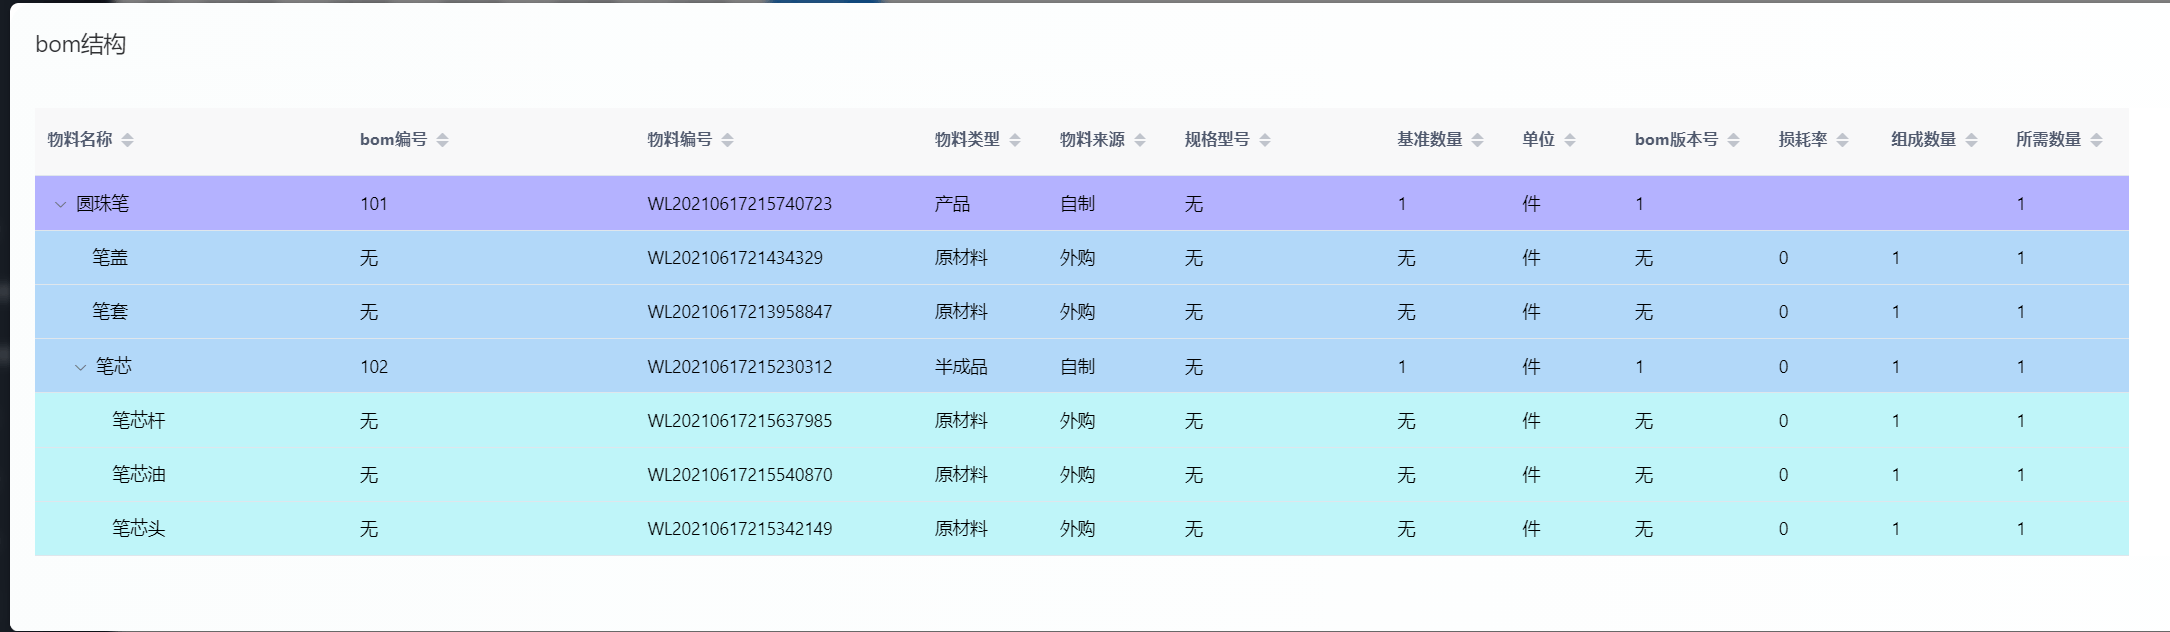 bom结构
物料名称 bom编号 物料编号 物料类型 物料来源 规格型号 基准数量 单位 bom版本号 损耗率 组成数量 所需数量
圆珠笔 101 WL20210617215740723 产品 自制 无 1 件 1 1
笔盖 无 WL2021061721434329 原材料 外购 无 无 件 无 0 1 1
笔套 无 WL20210617213958847 原材料 外购 无 无 件 无 0 1 1
笔芯 102 WL20210617215230312 半成品 自制 无 1 件 1 0 1 1
笔芯杆 无 WL20210617215637985 原材料 外购 无 无 件 无 0 1 1
笔芯油 无 WL20210617215540870 原材料 外购 无 无 件 无 0 1 1
笔芯头 无 WL20210617215342149 原材料 外购 无 无 件 无 0 1 1